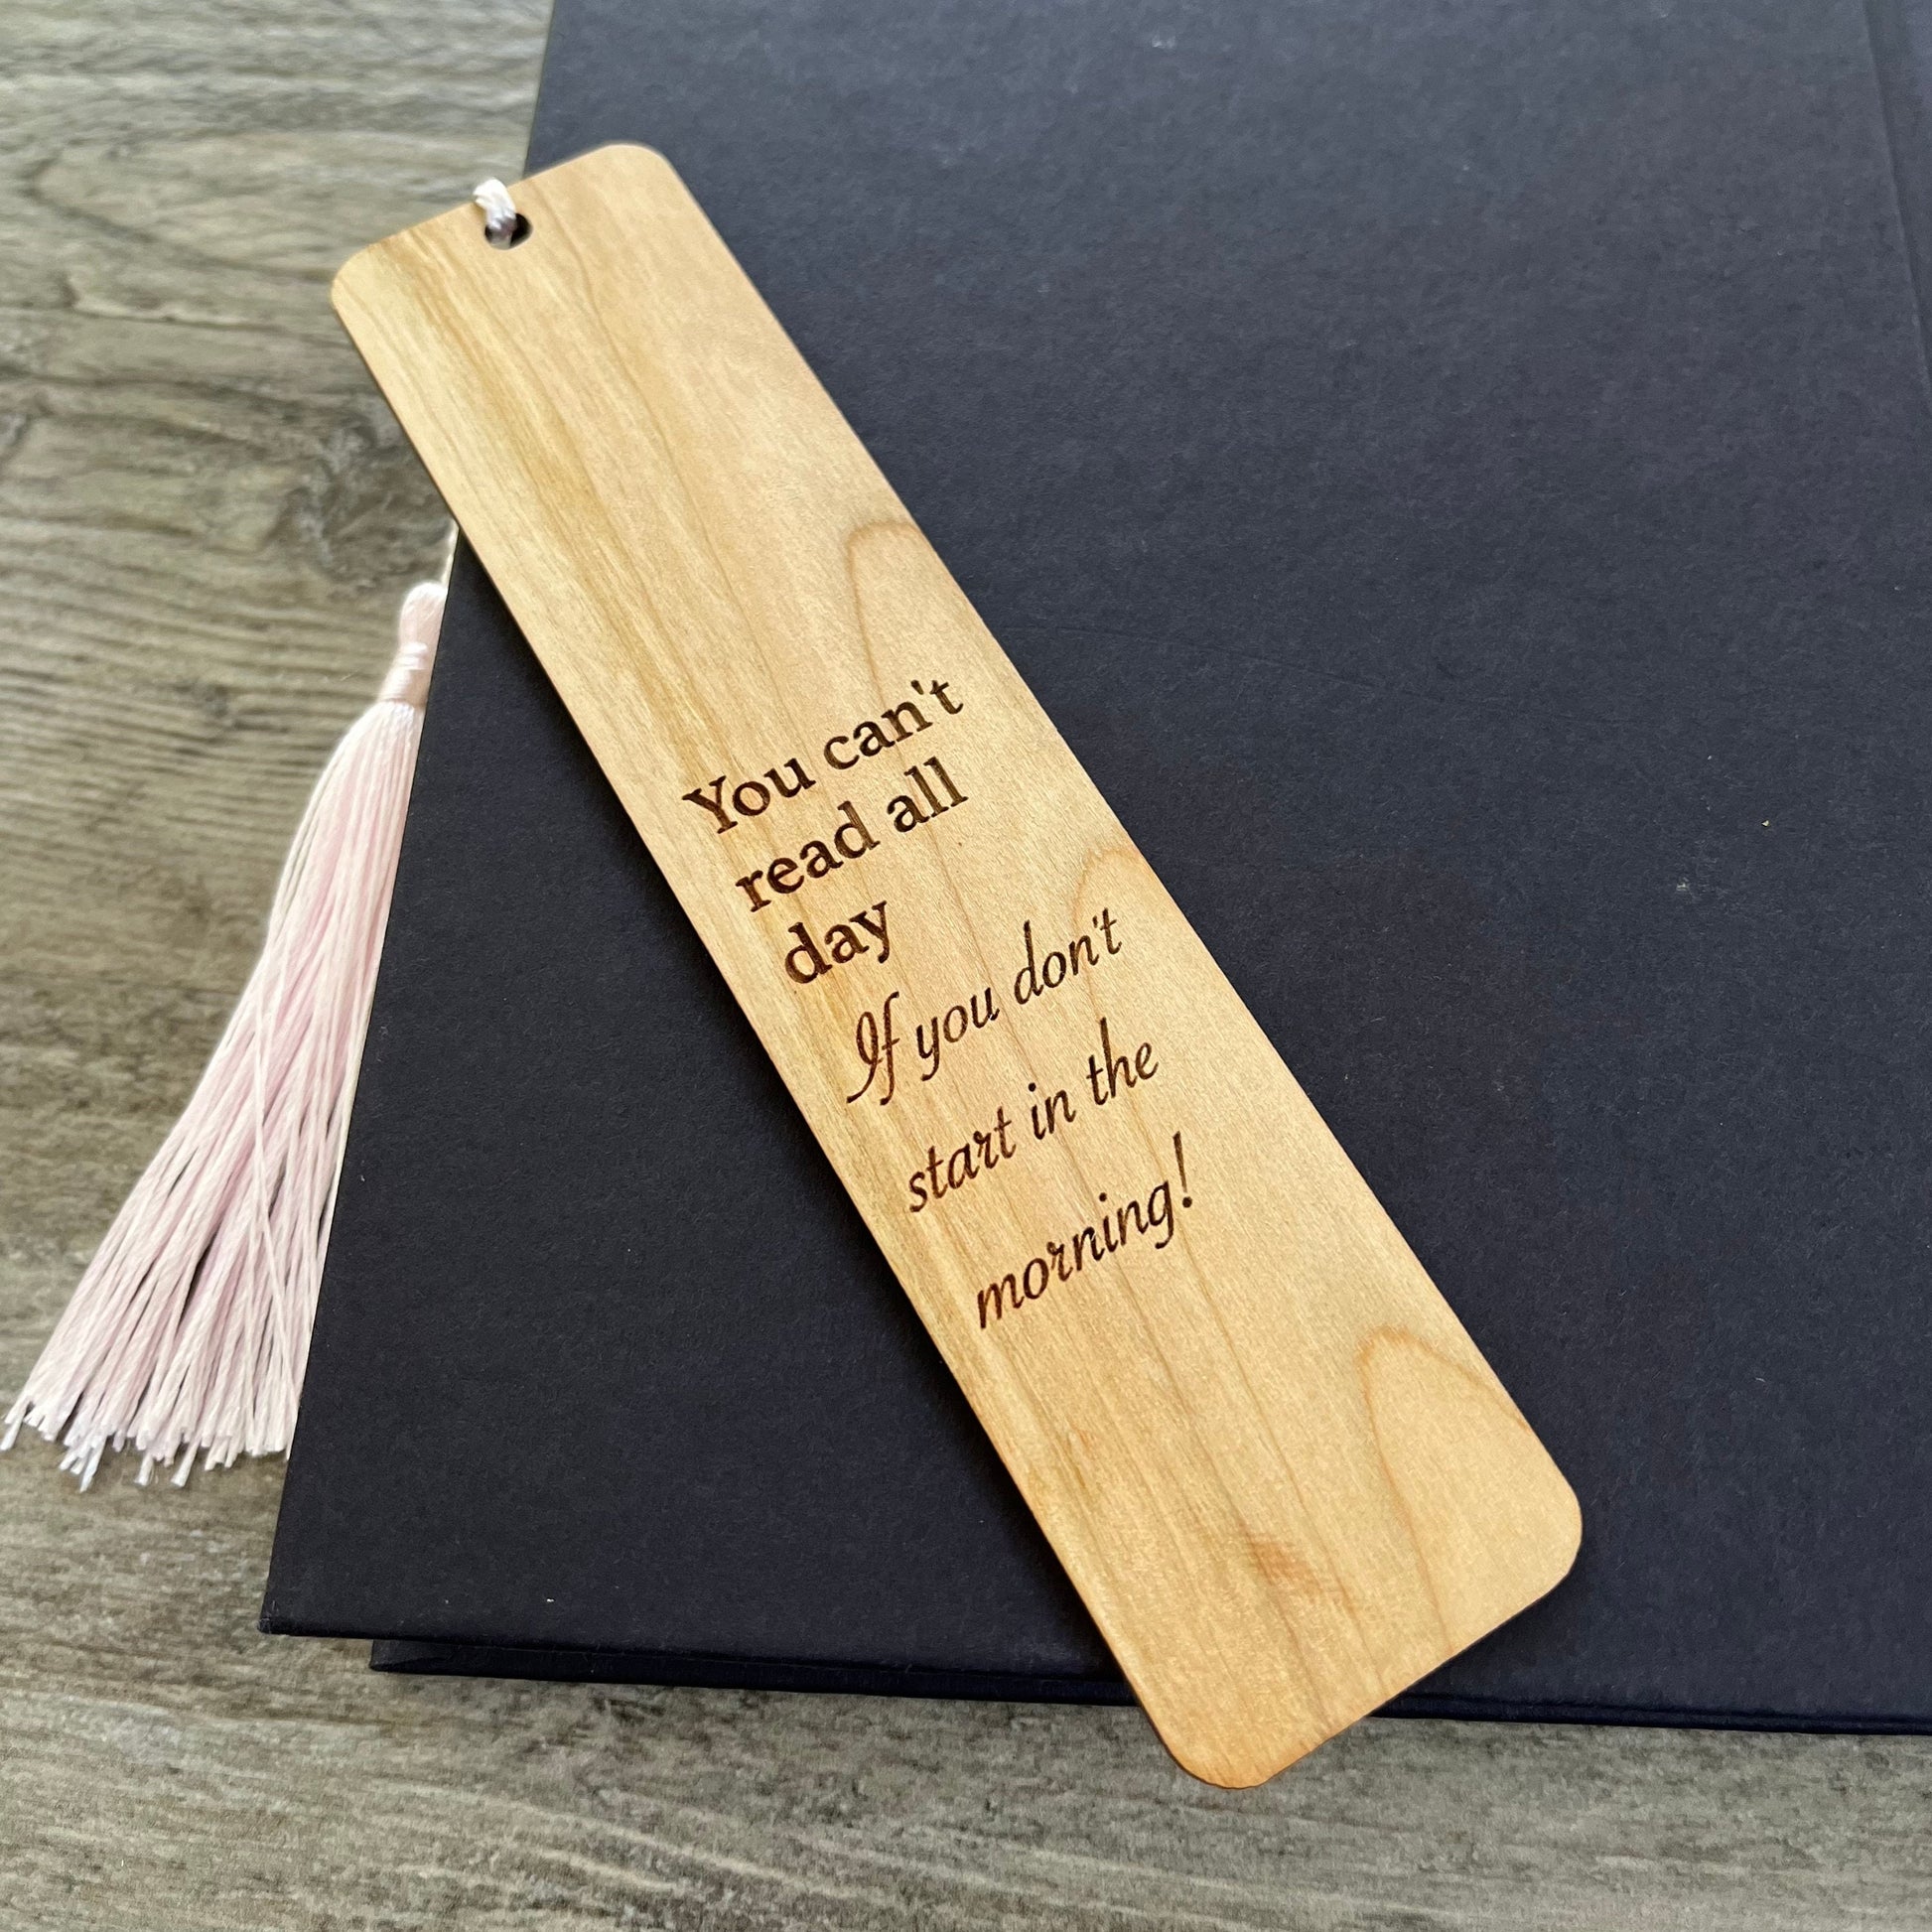 You can't
read all
day
If you don't
start in the
morning!